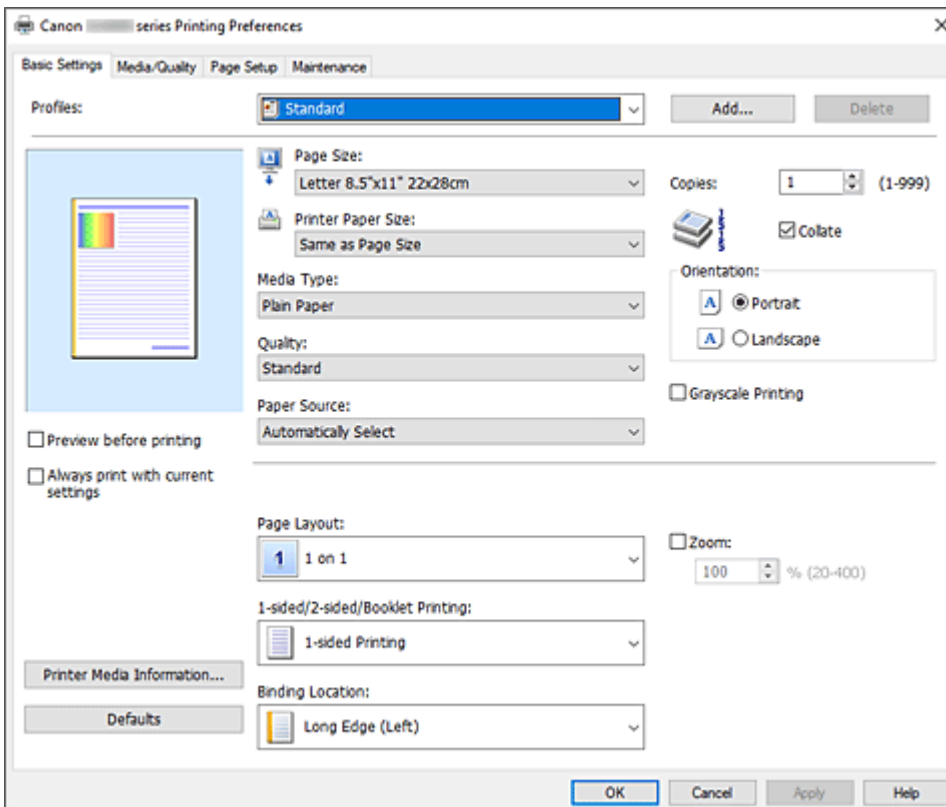 Canon series Printing Preferences
Basic Settings Media/Quality Page Setup Maintenance
Profiles: Standard Add... Delete
Page Size:
Letter 8.5"x11" 22x28cm
Copies: 1 (1-999)
Printer Paper Size:
Same as Page Size
Collate
Media Type:
Plain Paper
Orientation:
A Portrait
A Landscape
Quality:
Standard
Grayscale Printing
Paper Source:
Automatically Select
Preview before printing
Always print with current
settings
Page Layout:
1 1 on 1
Zoom:
100 % (20-400)
1-sided/2-sided/Booklet Printing:
1-sided Printing
Printer Media Information...
Binding Location:
Long Edge (Left)
Defaults
OK Cancel Apply Help